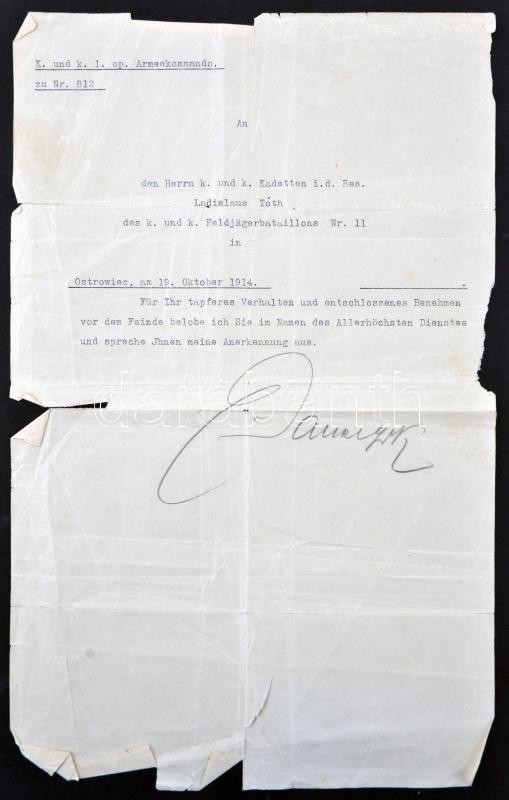 K. und k. 1. op. Armeekommando.
zu Nr. 812
An
den Herrn k. und k. Kadetten i.d. Res.
Ladislaus Tóth
des k. und k. Feldjägerbataillons Nr. 11
in
Ostrowiec, am 19. Oktober 1914.
Für Ihr tapferes Verhalten und entschlossenes Benehmen
vor dem Feinde belobe ich Sie im Namen des Allerhöchsten Dienstes
und spreche Jhnen meine Anerkennung aus.
darabanth